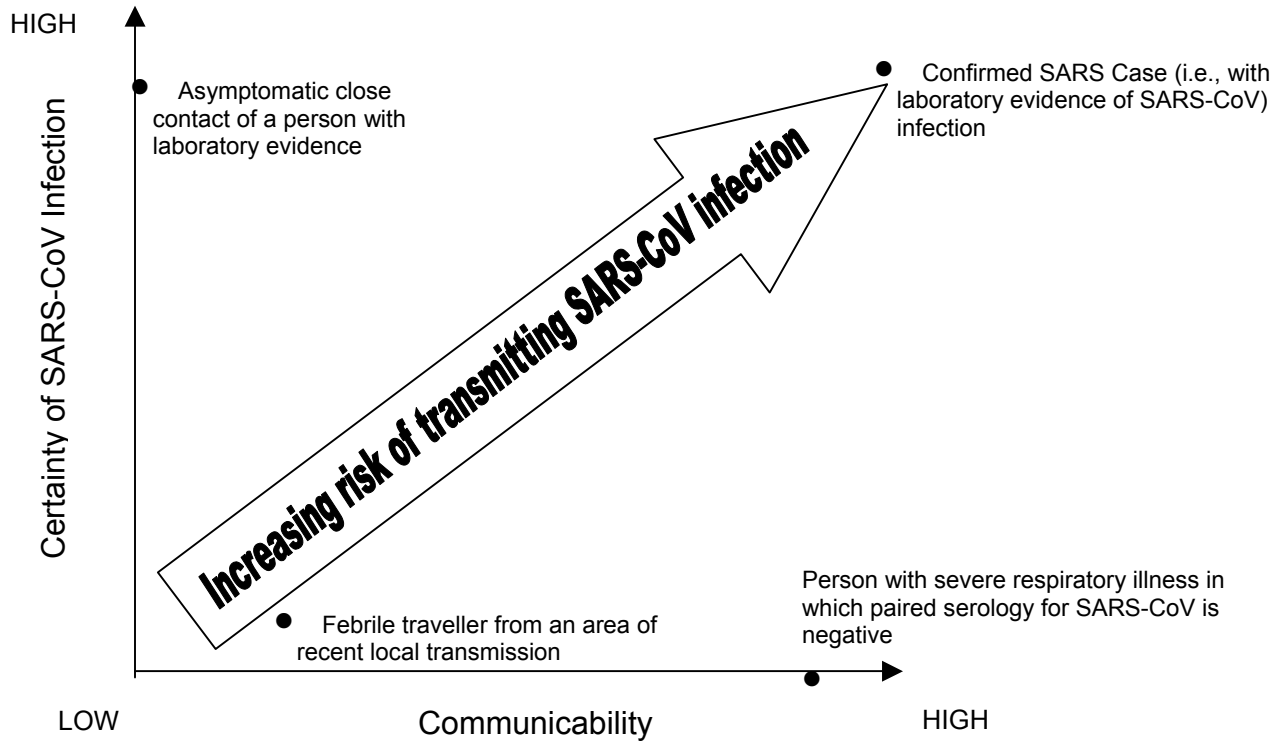 HIGH
Asymptomatic close
contact of a person with
laboratory evidence
Confirmed SARS Case (i.e., with
laboratory evidence of SARS-CoV)
infection
Certainty of SARS-CoV Infection
Increasing risk of transmitting SARS-CoV infection
Person with severe respiratory illness in
which paired serology for SARS-CoV is
negative
Febrile traveller from an area of
recent local transmission
LOW
Communicability
HIGH